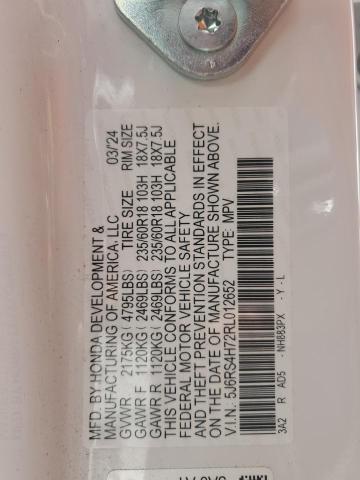 MFD. BY HONDA DEVELOPMENT &
MANUFACTURING OF AMERICA, LLC 03/24
GVWR 2175KG ( 4795LBS) TIRE SIZE RIM SIZE
GAWR F 1120KG ( 2469LBS) 235/60R18 103H 18X7.5J
GAWR R 1120KG ( 2469LBS) 235/60R18 103H 18X7.5J
THIS VEHICLE CONFORMS TO ALL APPLICABLE
FEDERAL MOTOR VEHICLE SAFETY
AND THEFT PREVENTION STANDARDS IN EFFECT
ON THE DATE OF MANUFACTURE SHOWN ABOVE.
V.I.N. 5J6RS4H72RL012652 TYPE: MPV
3A2 R AD5 -NH883PX -Y -L